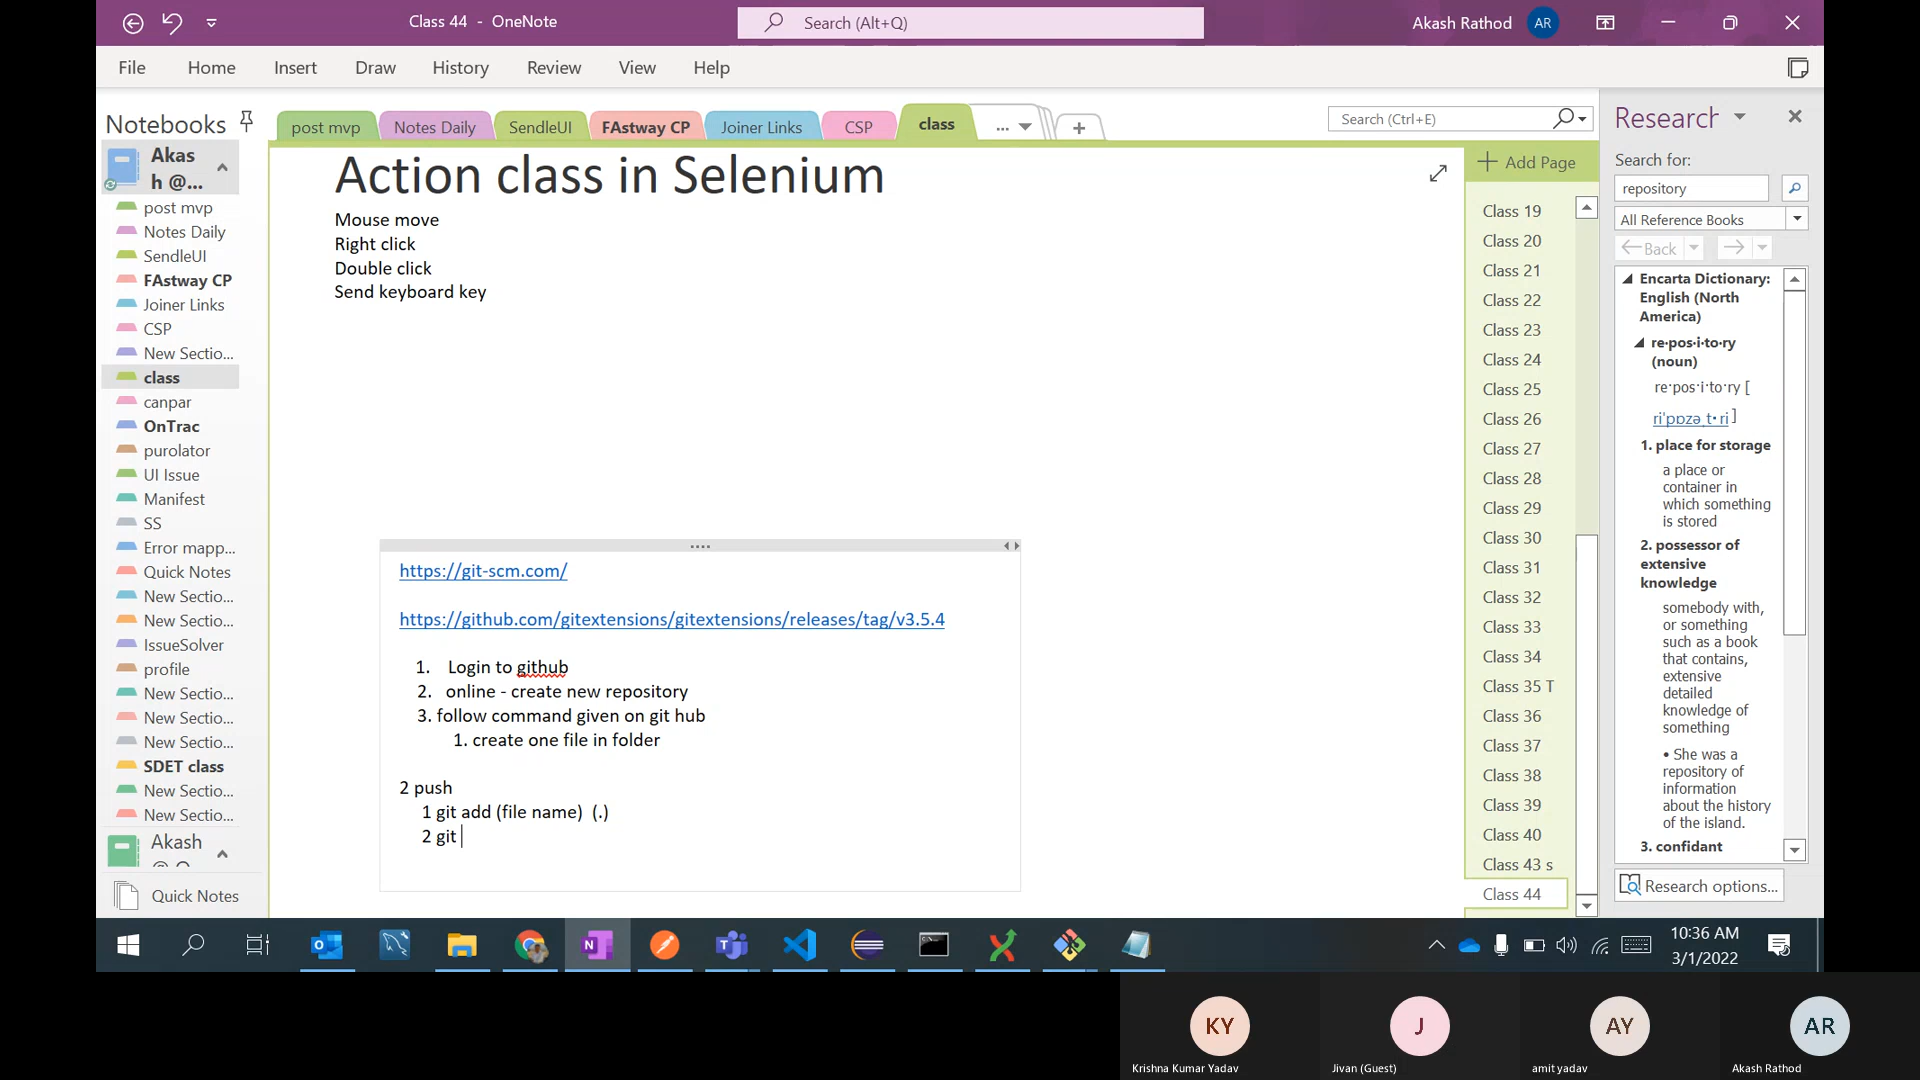 Class 44 - OneNote
Search (Alt+Q)
Akash Rathod
AR
File
Home
Insert
Draw
History
Review
View
Help
Notebooks
post mvp
Notes Daily
SendleUI
FAstway CP
Joiner Links
CSP
class
...
Search (Ctrl+E)
Akas
h @...
post mvp
Notes Daily
SendleUI
FAstway CP
Joiner Links
CSP
New Sectio...
class
canpar
OnTrac
purolator
UI Issue
Manifest
SS
Error mapp...
Quick Notes
New Sectio...
New Sectio...
IssueSolver
profile
New Sectio...
New Sectio...
New Sectio...
SDET class
New Sectio...
New Sectio...
Akash
Quick Notes
Action class in Selenium
Mouse move
Right click
Double click
Send keyboard key
https://git-scm.com/
https://github.com/gitextensions/gitextensions/releases/tag/v3.5.4
1. Login to github
2. online - create new repository
3. follow command given on git hub
1. create one file in folder
2 push
1 git add (file name) (.)
2 git
Add Page
Class 19
Class 20
Class 21
Class 22
Class 23
Class 24
Class 25
Class 26
Class 27
Class 28
Class 29
Class 30
Class 31
Class 32
Class 33
Class 34
Class 35 T
Class 36
Class 37
Class 38
Class 39
Class 40
Class 43 s
Class 44
Research
Search for:
repository
All Reference Books
Back
Encarta Dictionary:
English (North
America)
re·pos·i·to·ry
(noun)
re·pos·i·to·ry [
ri'pɒzə͵t·ri ]
1. place for storage
a place or
container in
which something
is stored
2. possessor of
extensive
knowledge
somebody with,
or something
such as a book
that contains,
extensive
detailed
knowledge of
something
• She was a
repository of
information
about the history
of the island.
3. confidant
Research options...
10:36 AM
3/1/2022
KY
J
AY
AR
Krishna Kumar Yadav
Jivan (Guest)
amit yadav
Akash Rathod